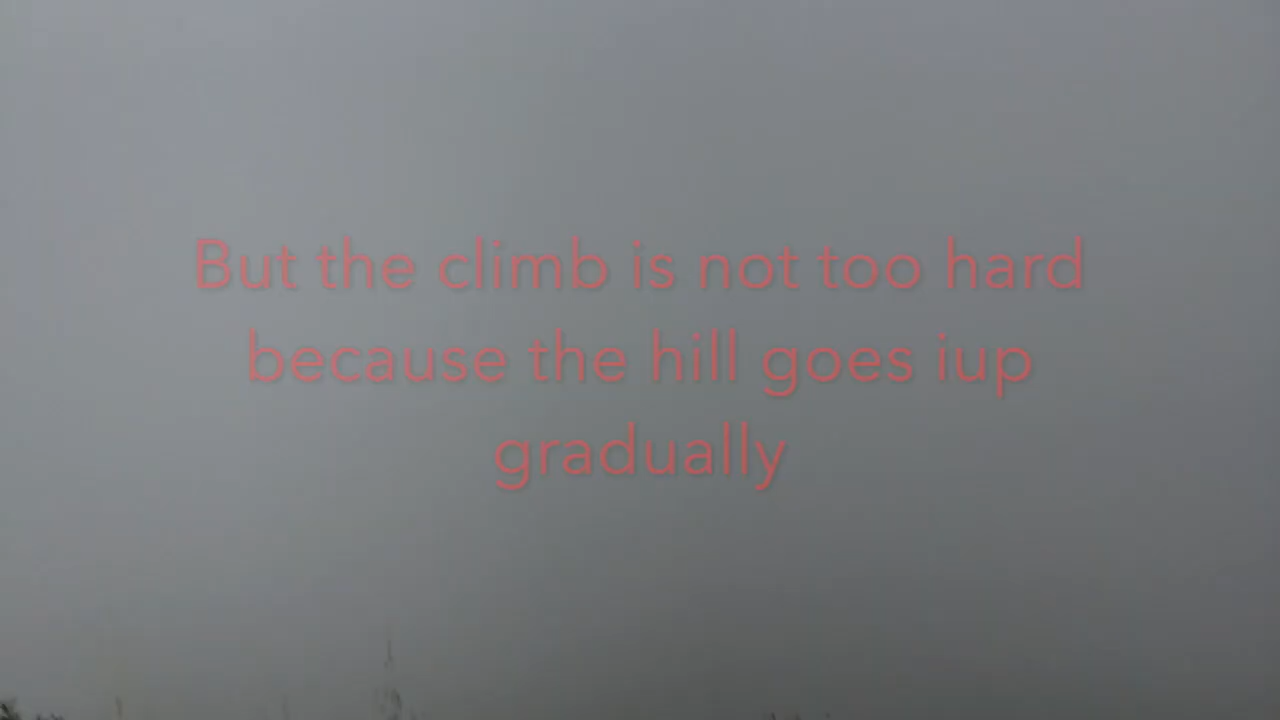 But the climb is not too hard
because the hill goes iup
gradually